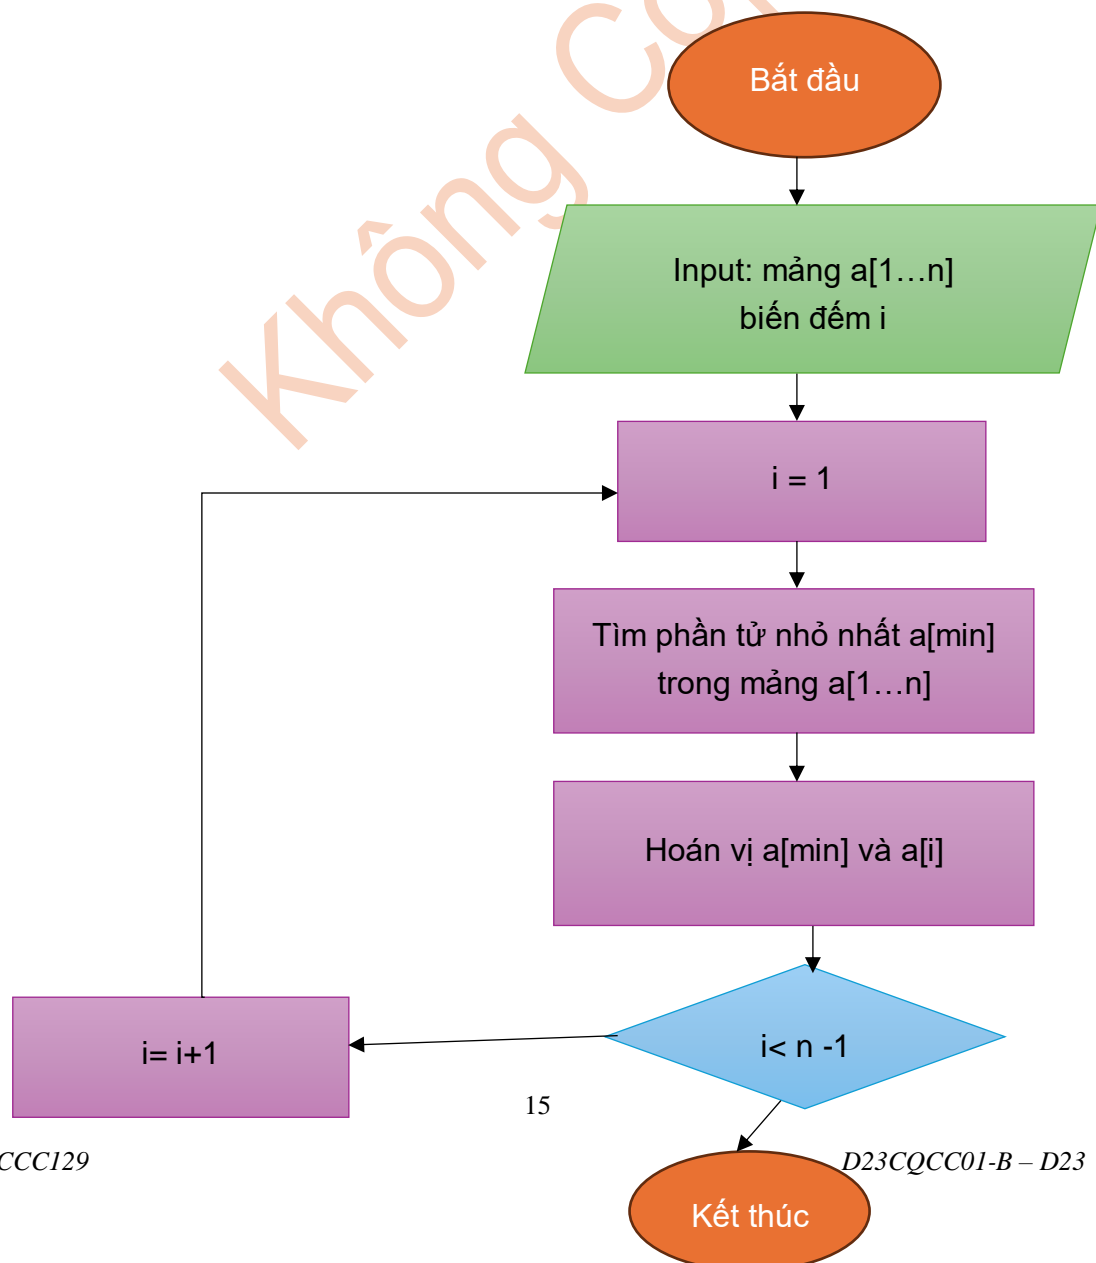 Không Cop
Bắt đầu
Input: mảng a[1…n]
biến đếm i
i = 1
Tìm phần tử nhỏ nhất a[min]
trong mảng a[1…n]
Hoán vị a[min] và a[i]
i< n -1
i= i+1
15
CCC129
D23CQCC01-B – D23
Kết thúc